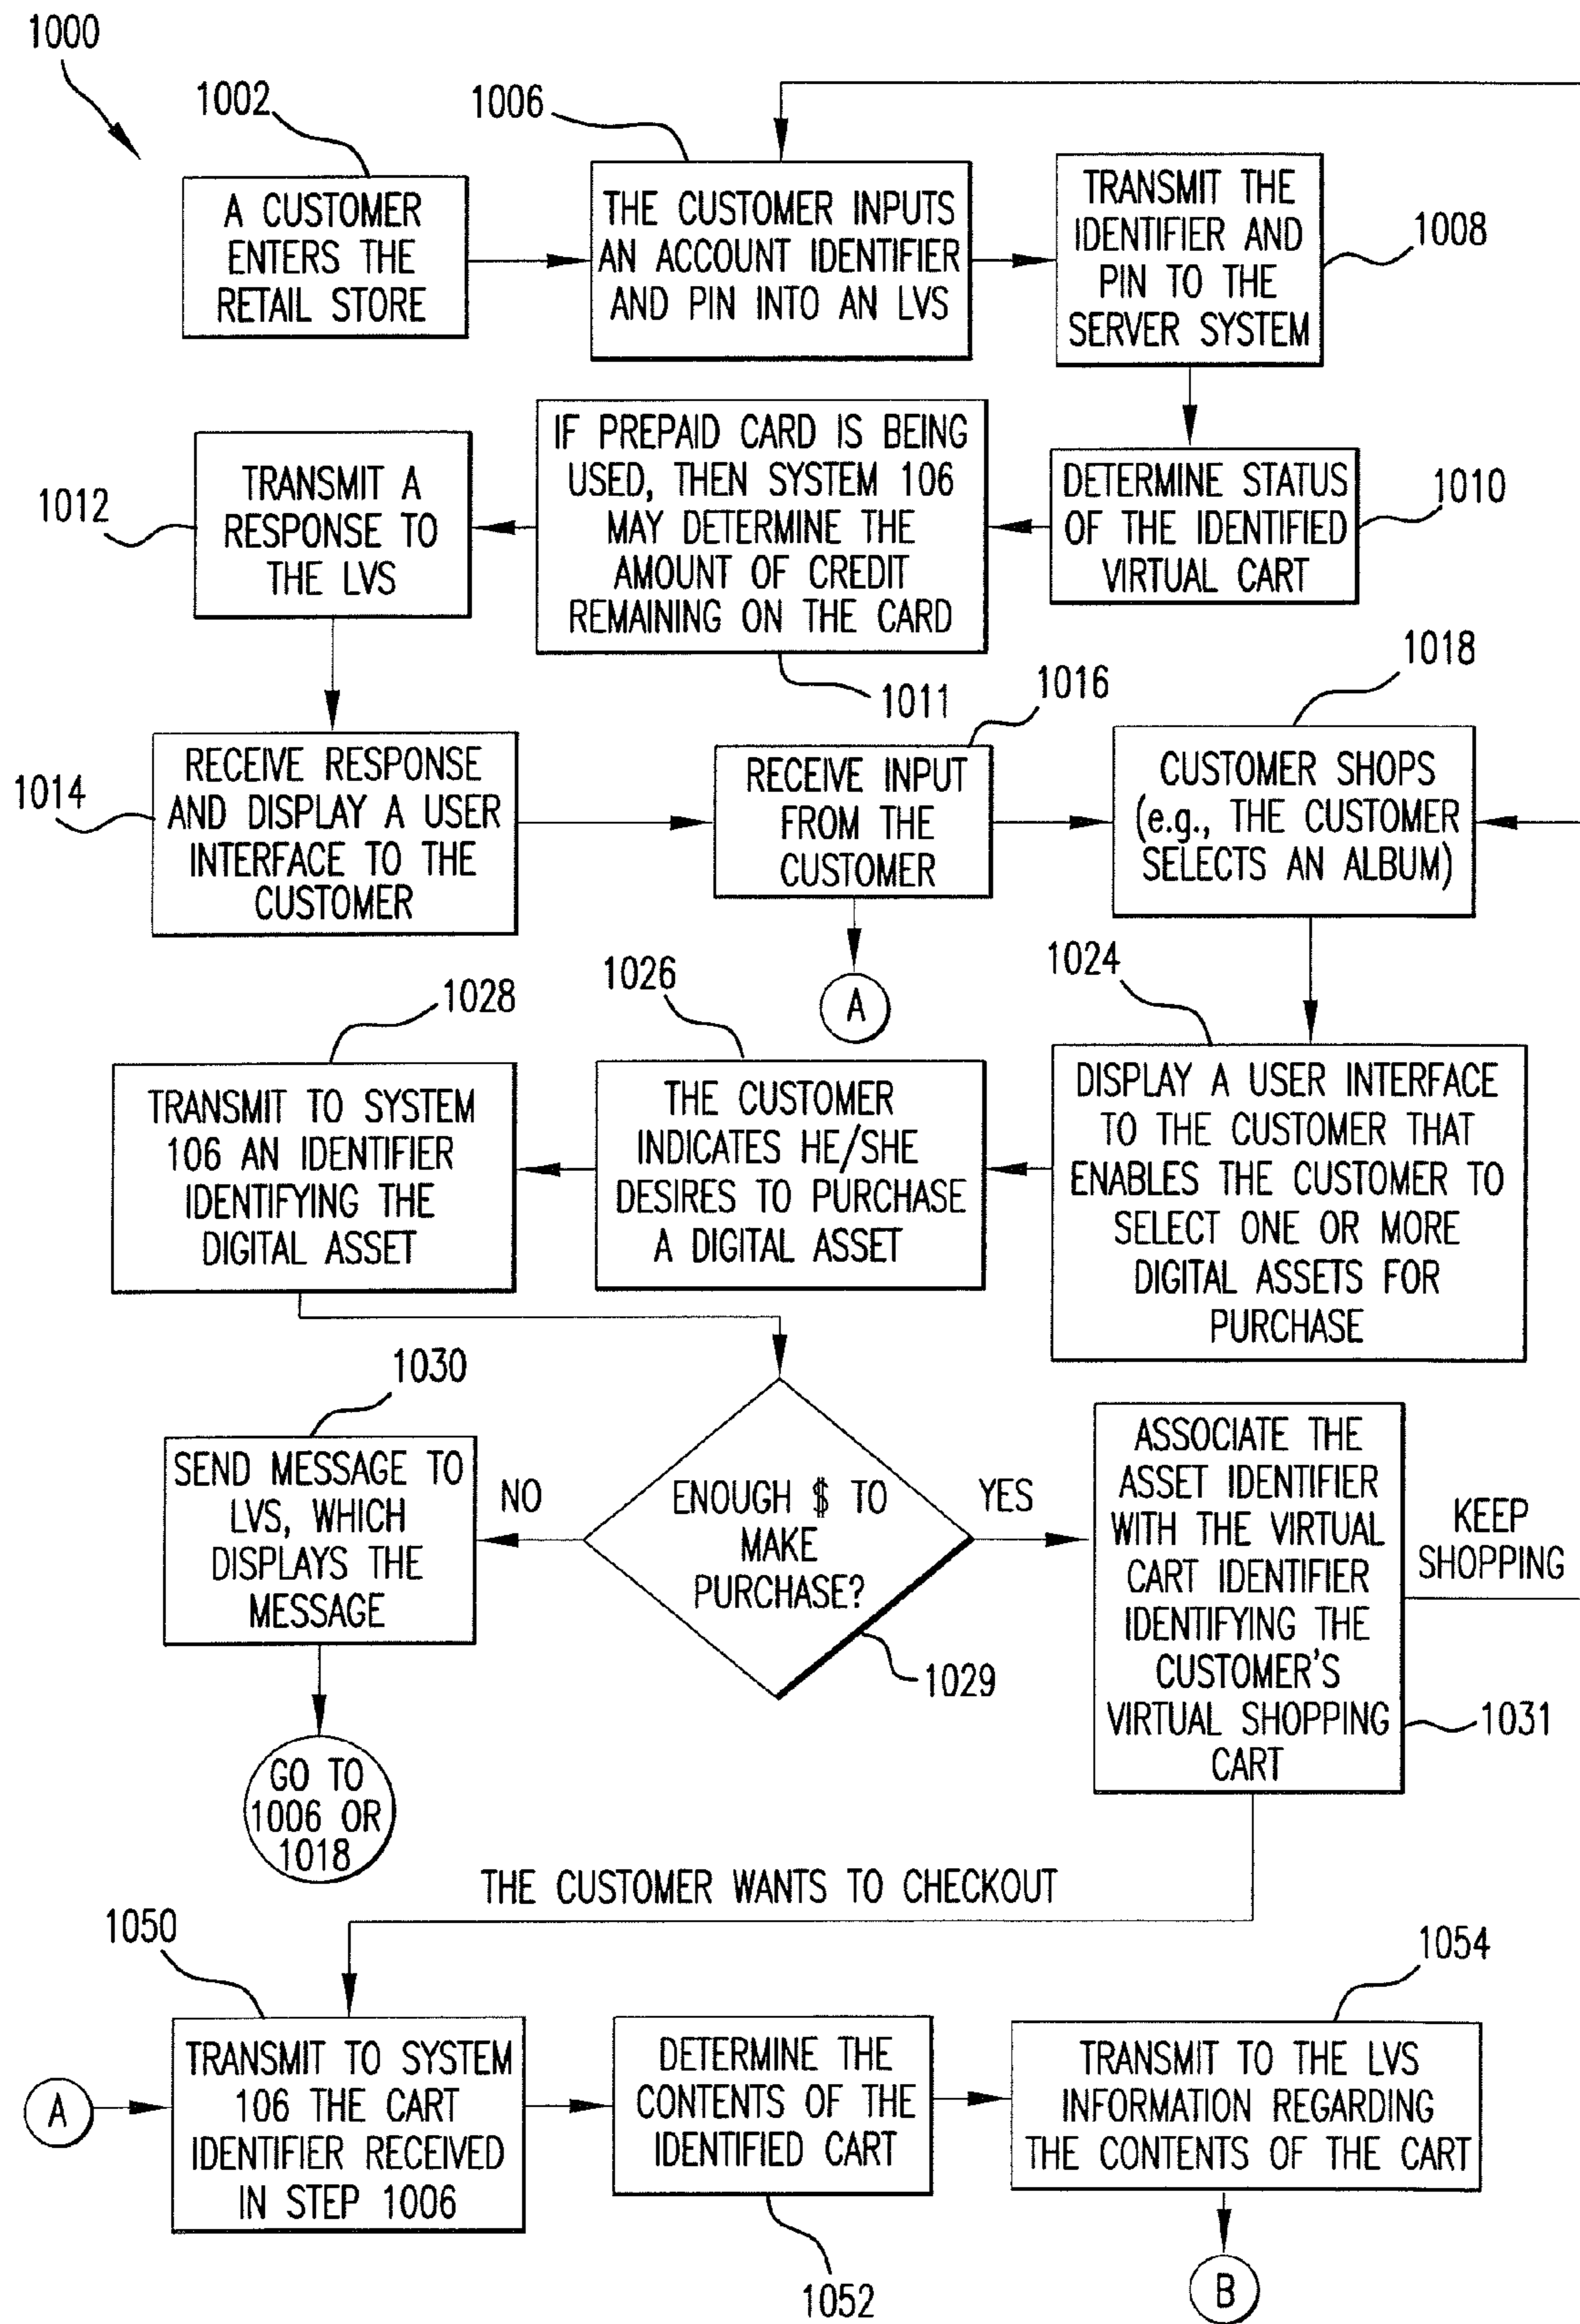 1000
1002
1006
A CUSTOMER
ENTERS THE
RETAIL STORE
THE CUSTOMER INPUTS
AN ACCOUNT IDENTIFIER
AND PIN INTO AN LVS
TRANSMIT THE
IDENTIFIER AND
PIN TO THE
SERVER SYSTEM
1008
1012
TRANSMIT A
RESPONSE TO
THE LVS
IF PREPAID CARD IS BEING
USED, THEN SYSTEM 106
MAY DETERMINE THE
AMOUNT OF CREDIT
REMAINING ON THE CARD
1011
DETERMINE STATUS
OF THE IDENTIFIED
VIRTUAL CART
1010
1014
RECEIVE RESPONSE
AND DISPLAY A USER
INTERFACE TO THE
CUSTOMER
1016
RECEIVE INPUT
FROM THE
CUSTOMER
A
1018
CUSTOMER SHOPS
(e.g., THE CUSTOMER
SELECTS AN ALBUM)
1028
TRANSMIT TO SYSTEM
106 AN IDENTIFIER
IDENTIFYING THE
DIGITAL ASSET
1026
THE CUSTOMER
INDICATES HE/SHE
DESIRES TO PURCHASE
A DIGITAL ASSET
1024
DISPLAY A USER INTERFACE
TO THE CUSTOMER THAT
ENABLES THE CUSTOMER TO
SELECT ONE OR MORE
DIGITAL ASSETS FOR
PURCHASE
1030
SEND MESSAGE TO
LVS, WHICH
DISPLAYS THE
MESSAGE
NO
ENOUGH $ TO
MAKE
PURCHASE?
1029
YES
ASSOCIATE THE
ASSET IDENTIFIER
WITH THE VIRTUAL
CART IDENTIFIER
IDENTIFYING THE
CUSTOMER'S
VIRTUAL SHOPPING
CART
KEEP
SHOPPING
1031
GO TO
1006 OR
1018
THE CUSTOMER WANTS TO CHECKOUT
1050
A
TRANSMIT TO SYSTEM
106 THE CART
IDENTIFIER RECEIVED
IN STEP 1006
DETERMINE THE
CONTENTS OF THE
IDENTIFIED CART
1052
1054
TRANSMIT TO THE LVS
INFORMATION REGARDING
THE CONTENTS OF THE CART
B